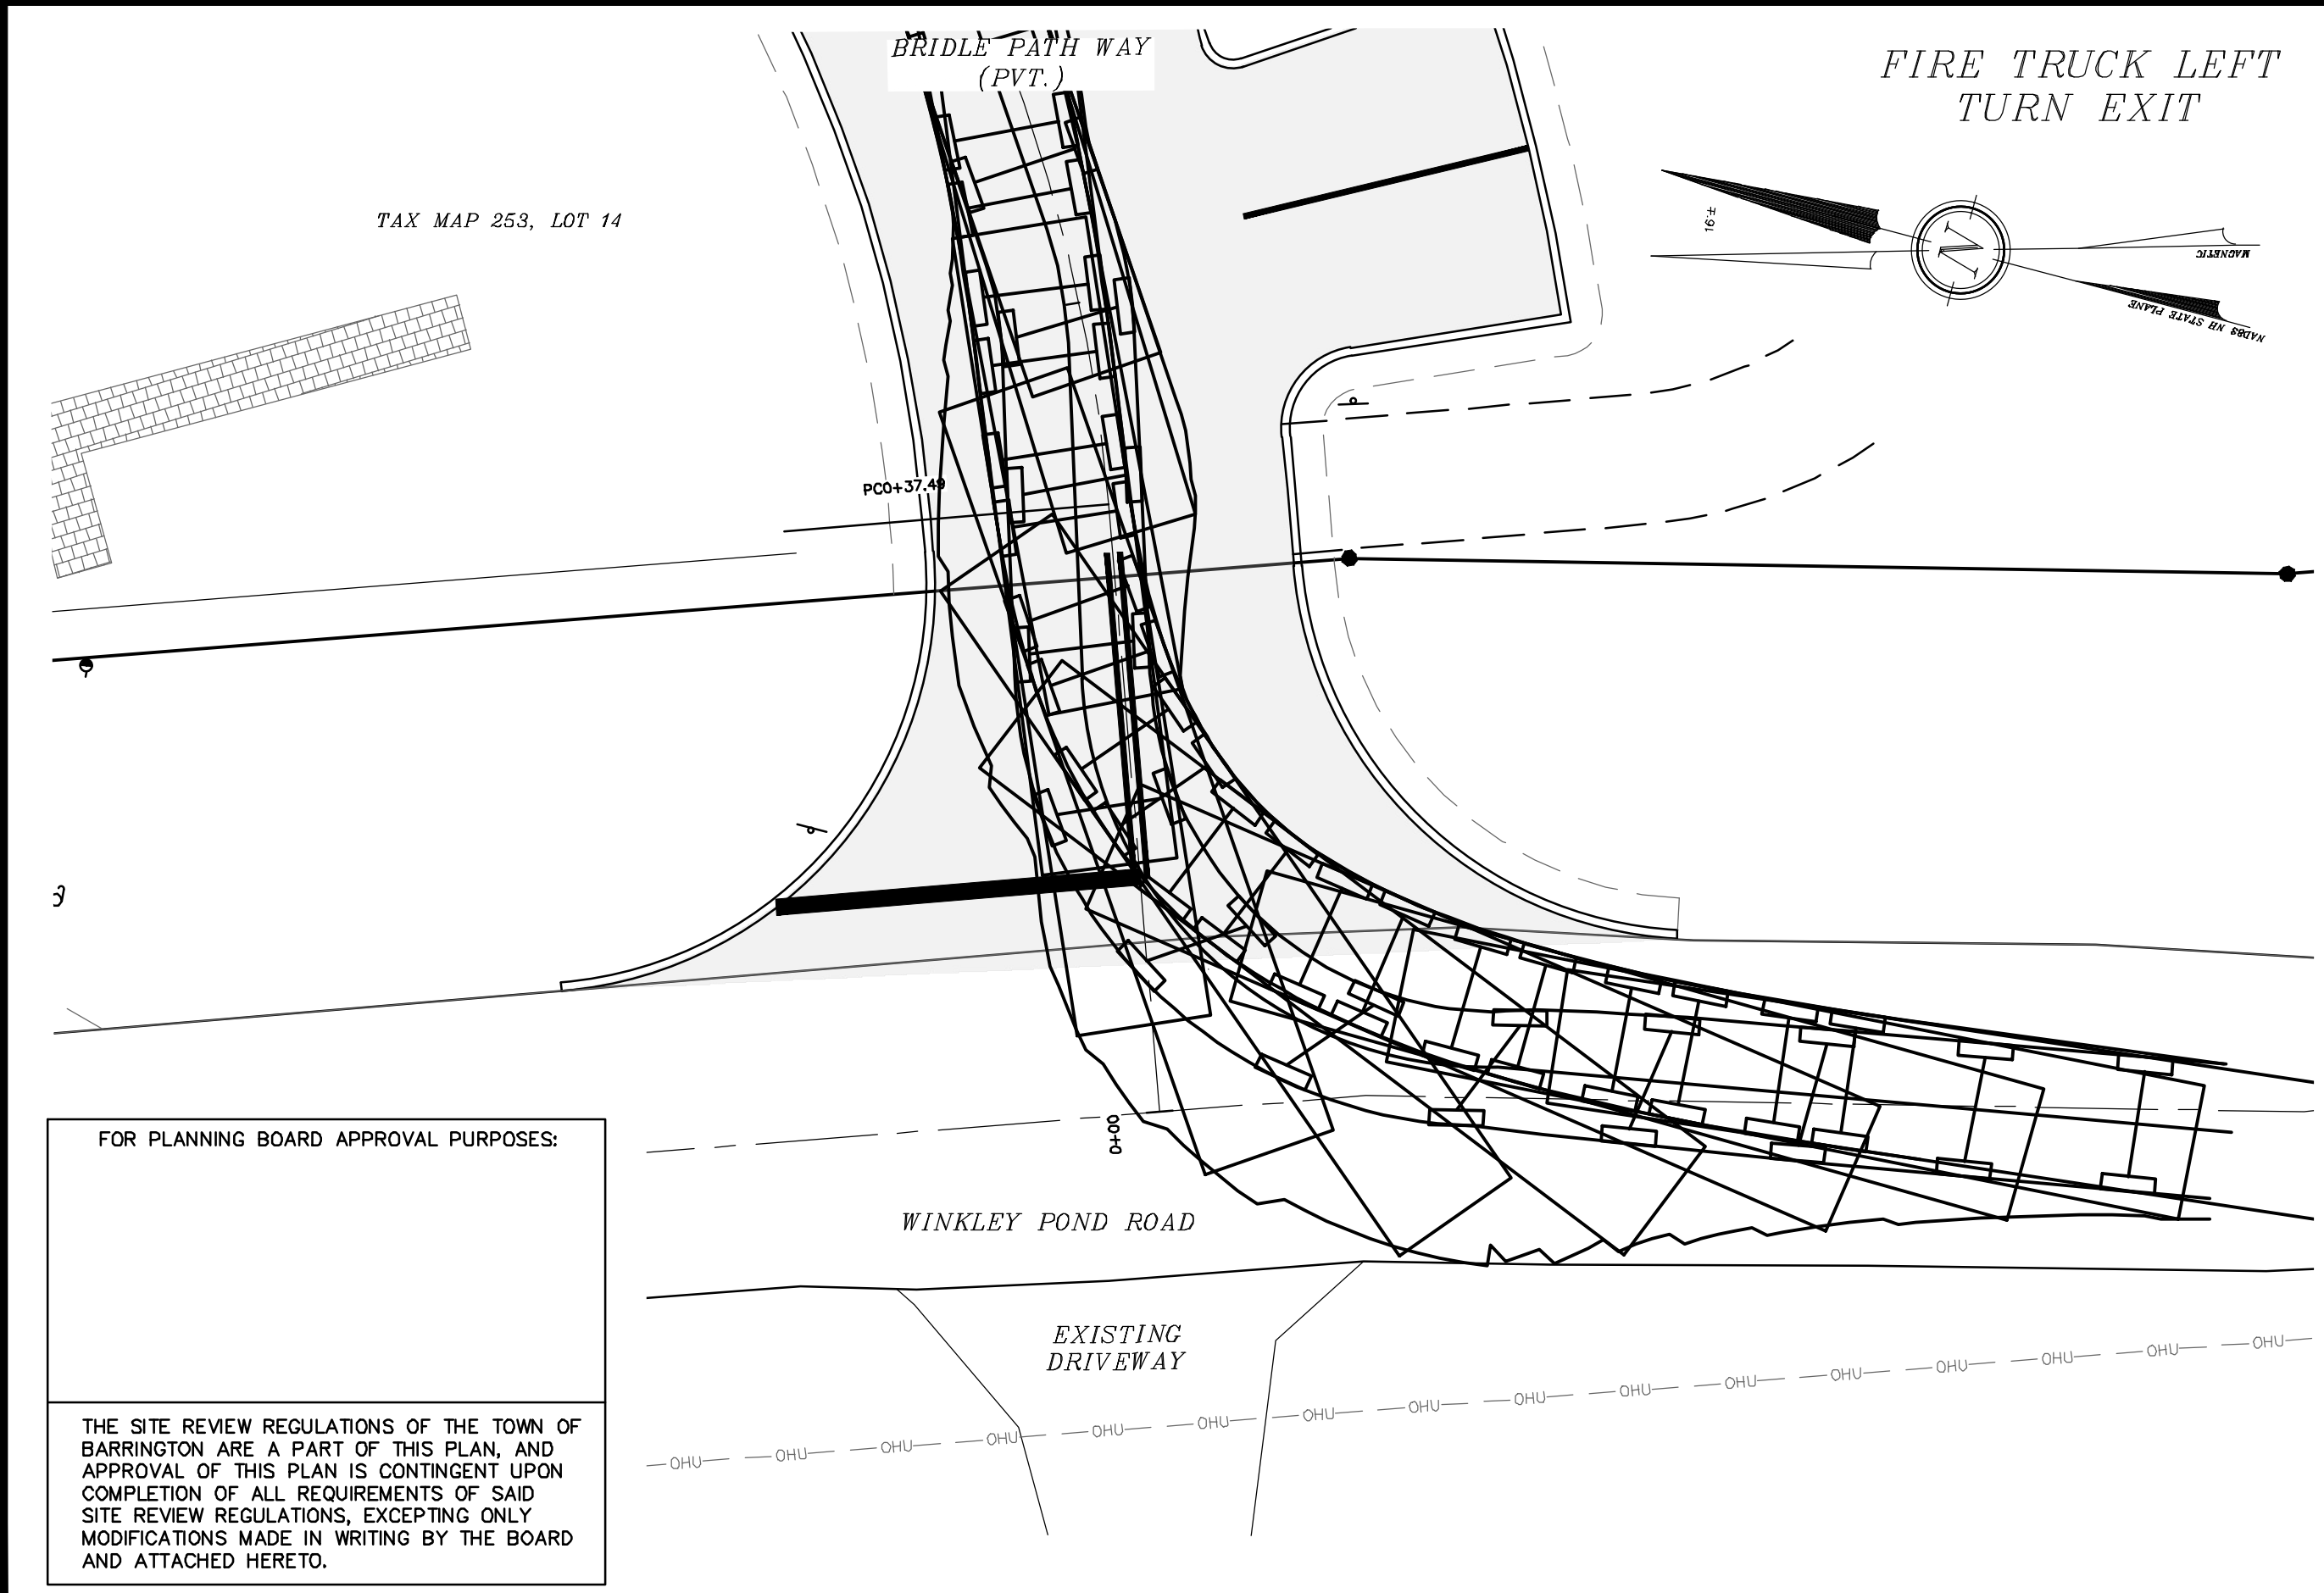 BRIDLE PATH WAY
(PVT.)
FIRE TRUCK LEFT
TURN EXIT
TAX MAP 253, LOT 14
16.9±
N
MAGNETIC
NAD83 NH STATE PLANE
PC0+37.49
0+00
WINKLEY POND ROAD
EXISTING
DRIVEWAY
OHU OHU OHU OHU OHU OHU OHU OHU OHU OHU OHU OHU OHU OHU OHU OHU
FOR PLANNING BOARD APPROVAL PURPOSES:
THE SITE REVIEW REGULATIONS OF THE TOWN OF
BARRINGTON ARE A PART OF THIS PLAN, AND
APPROVAL OF THIS PLAN IS CONTINGENT UPON
COMPLETION OF ALL REQUIREMENTS OF SAID
SITE REVIEW REGULATIONS, EXCEPTING ONLY
MODIFICATIONS MADE IN WRITING BY THE BOARD
AND ATTACHED HERETO.